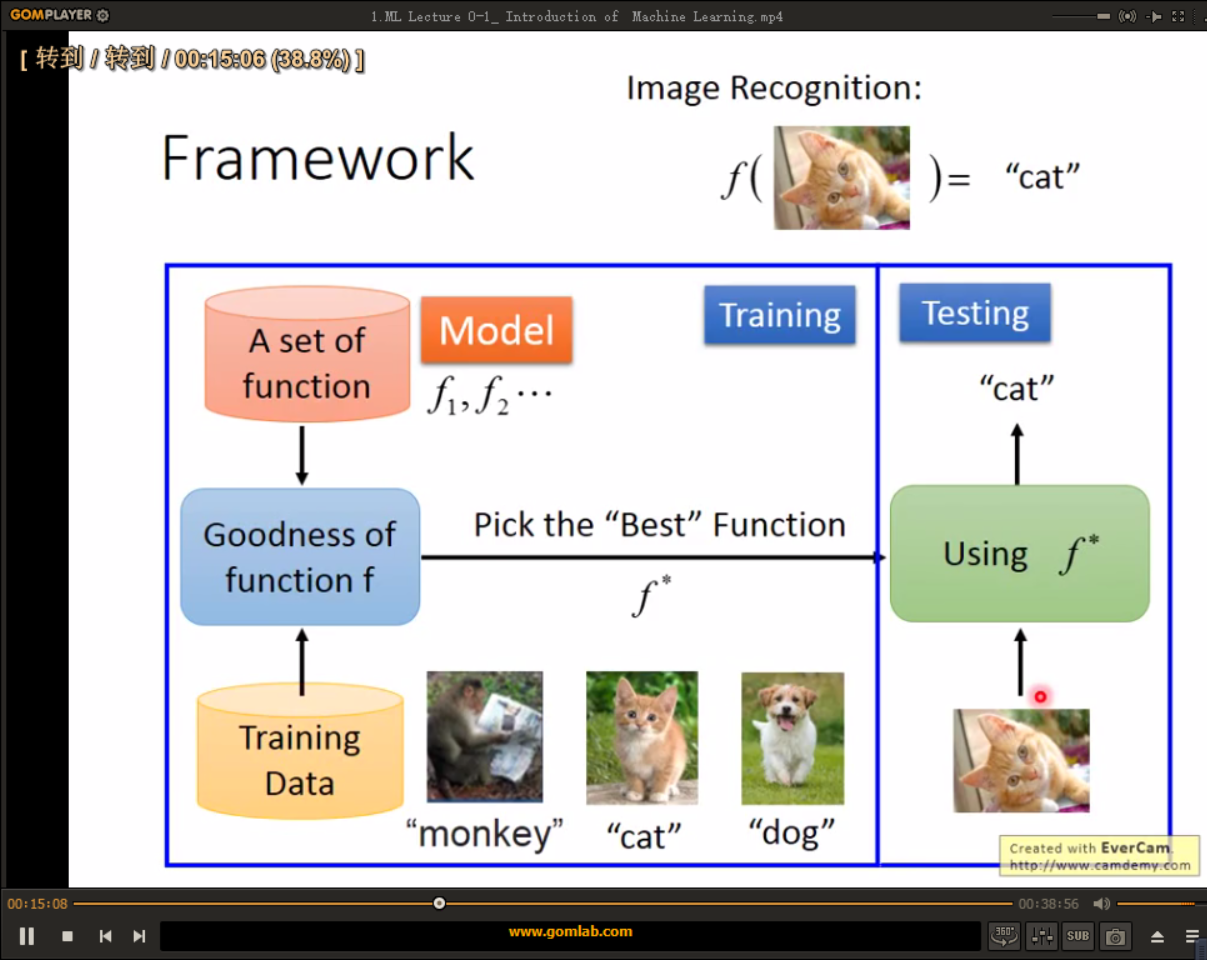 GOMPLAYER
1.ML Lecture 0-1_ Introduction of Machine Learning.mp4
[ 转到 / 转到 / 00:15:06 (38.8%) ]
Image Recognition:
Framework
f( )= “cat”
A set of function
Model
Training
Testing
f1, f2 ⋯
“cat”
Goodness of function f
Pick the “Best” Function
f*
Using f*
Training Data
“monkey”
“cat”
“dog”
Created with EverCam.
http://www.camdemy.com
00:15:08
00:38:56
www.gomlab.com
360°
SUB